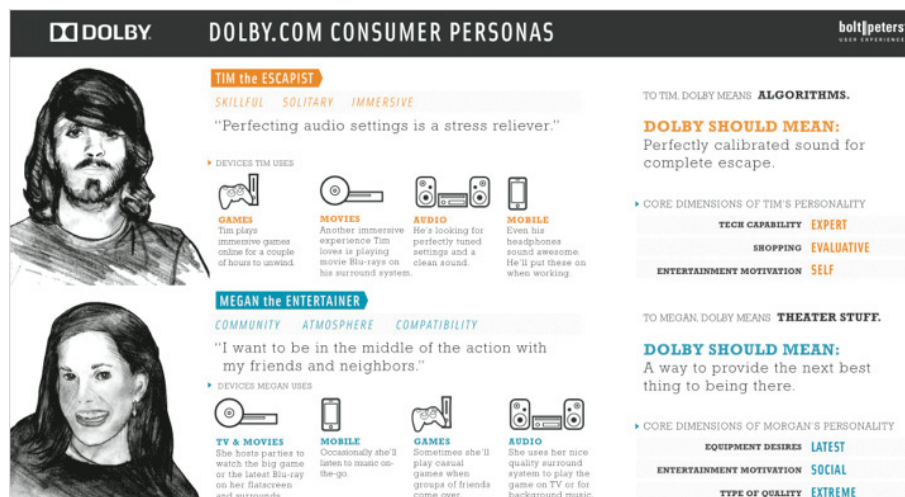 DOLBY.
DOLBY.COM CONSUMER PERSONAS
bolt|peters
USER EXPERIENCE
TIM the ESCAPIST
SKILLFUL SOLITARY IMMERSIVE
“Perfecting audio settings is a stress reliever.”
DEVICES TIM USES
GAMES
Tim plays
immersive games
online for a couple
of hours to unwind.
MOVIES
Another immersive
experience Tim
loves is playing
movie Blu-rays on
his surround system.
AUDIO
He's looking for
perfectly tuned
settings and a
clean sound.
MOBILE
Even his
headphones
sound awesome.
He'll put these on
when working.
TO TIM, DOLBY MEANS ALGORITHMS.
DOLBY SHOULD MEAN:
Perfectly calibrated sound for
complete escape.
CORE DIMENSIONS OF TIM'S PERSONALITY
TECH CAPABILITY EXPERT
SHOPPING EVALUATIVE
ENTERTAINMENT MOTIVATION SELF
MEGAN the ENTERTAINER
COMMUNITY ATMOSPHERE COMPATIBILITY
“I want to be in the middle of the action with
my friends and neighbors.”
DEVICES MEGAN USES
TV & MOVIES
She hosts parties to
watch the big game
or the latest Blu-ray
on her flatscreen
and surrounds
MOBILE
Occasionally she'll
listen to music on-
the-go.
GAMES
Sometimes she'll
play casual
games when
groups of friends
come over.
AUDIO
She uses her nice
quality surround
system to play the
game on TV or for
background music.
TO MEGAN, DOLBY MEANS THEATER STUFF.
DOLBY SHOULD MEAN:
A way to provide the next best
thing to being there.
CORE DIMENSIONS OF MORGAN'S PERSONALITY
EQUIPMENT DESIRES LATEST
ENTERTAINMENT MOTIVATION SOCIAL
TYPE OF QUALITY EXTREME